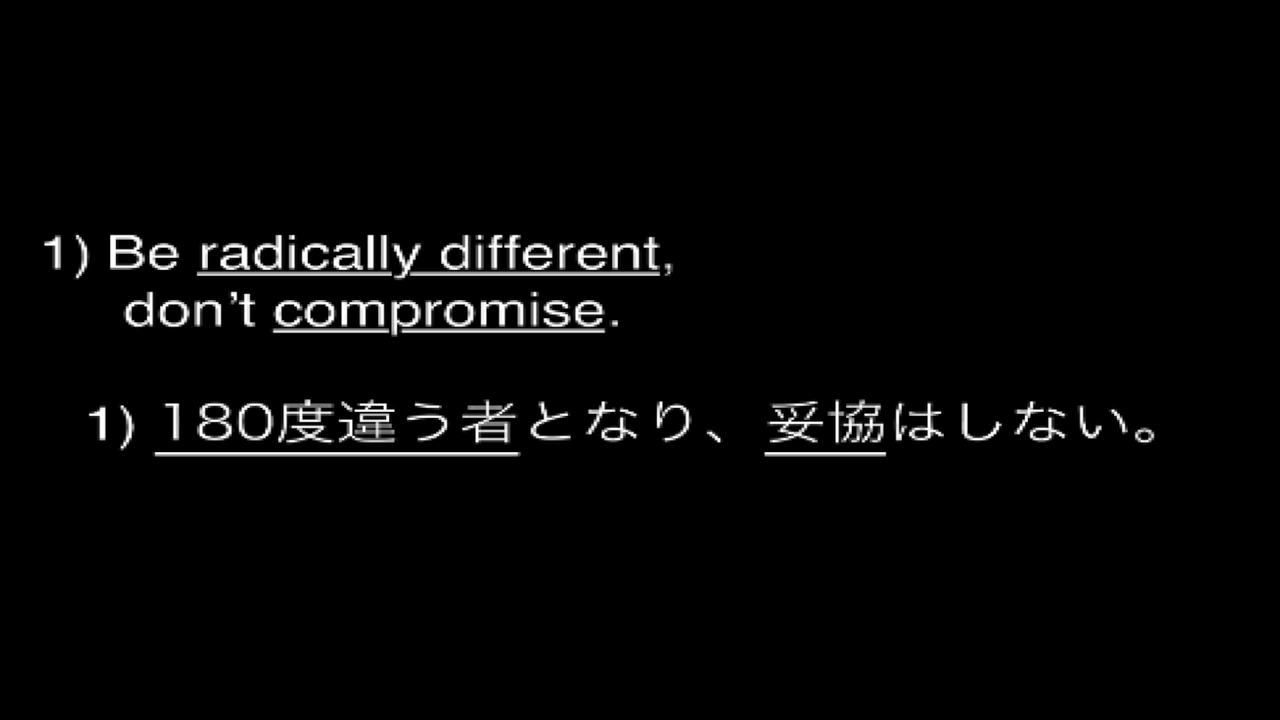 1) Be radically different,
don’t compromise.
1) 180度違う者となり、妥協はしない。